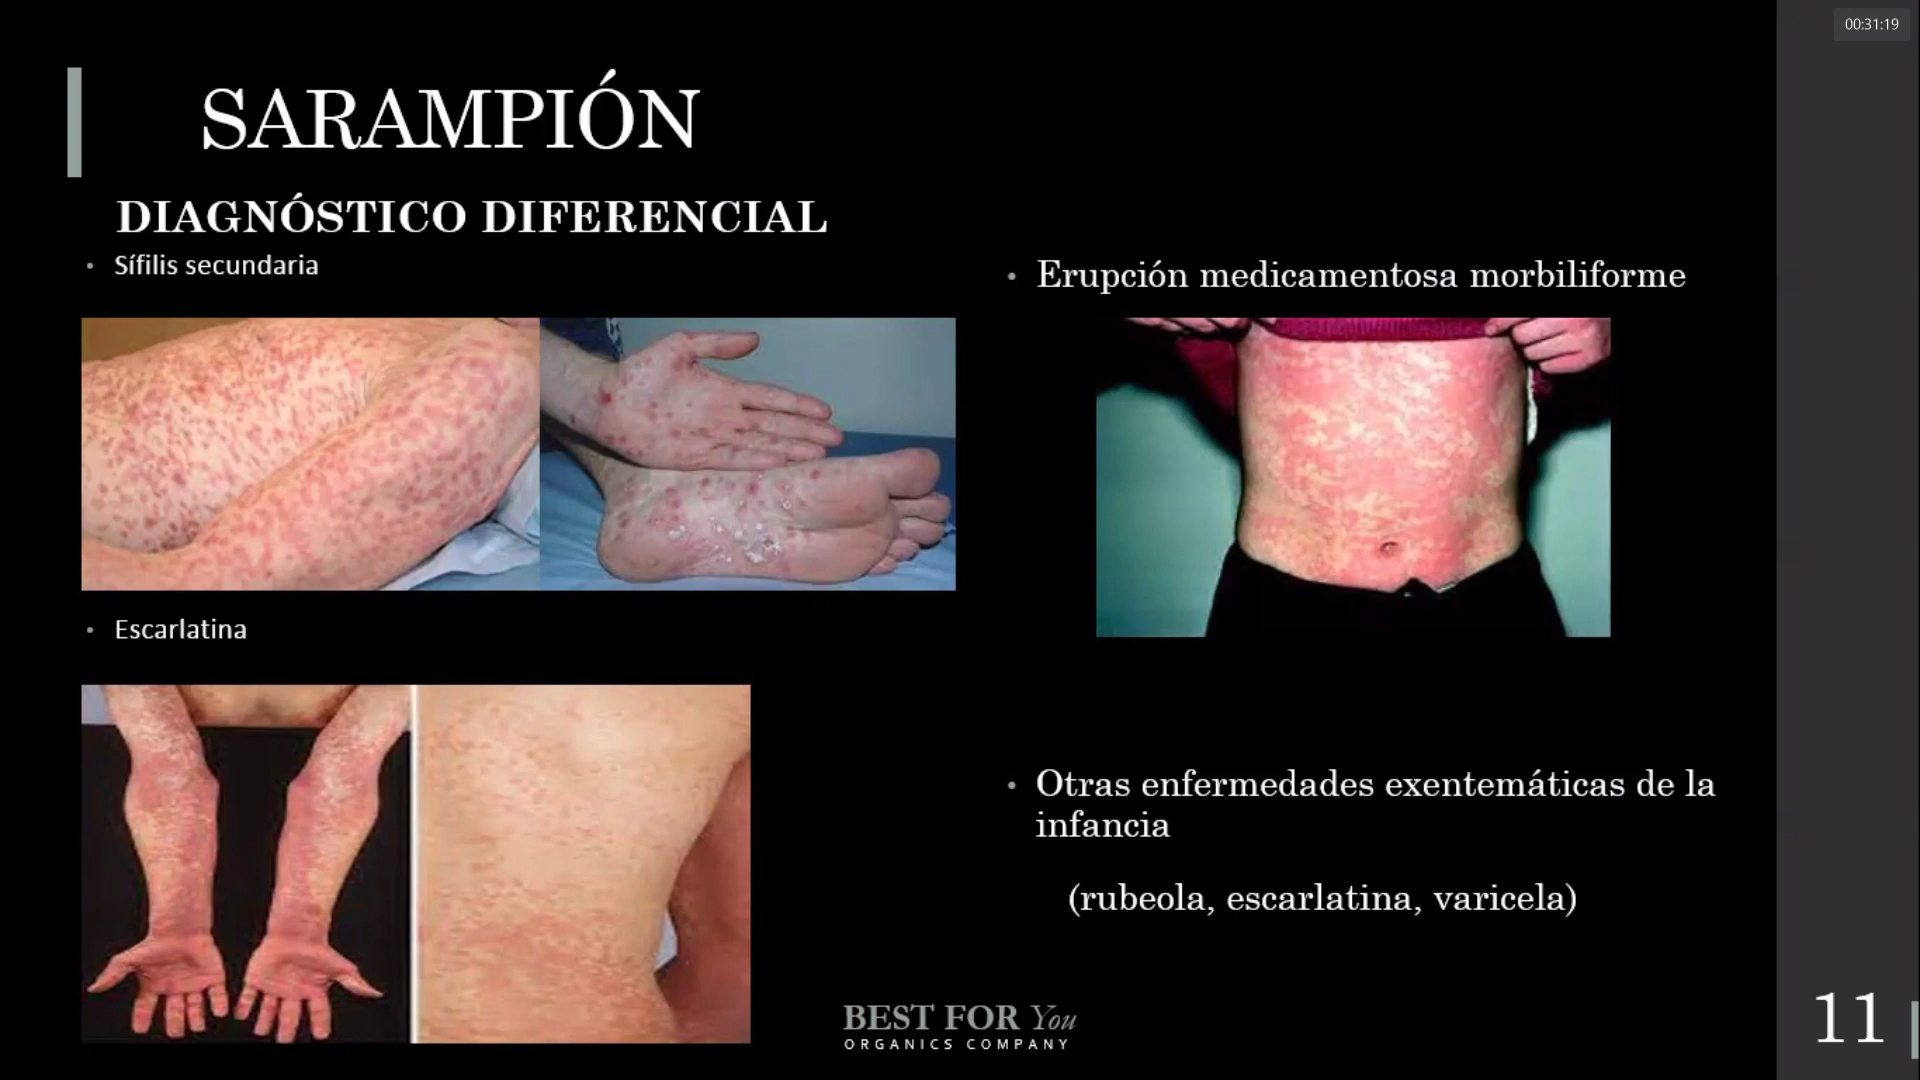 00:31:19
SARAMPIÓN
DIAGNÓSTICO DIFERENCIAL
• Sífilis secundaria
• Escarlatina
• Erupción medicamentosa morbiliforme
• Otras enfermedades exentemáticas de la
infancia
(rubeola, escarlatina, varicela)
BEST FOR You
ORGANICS COMPANY
11